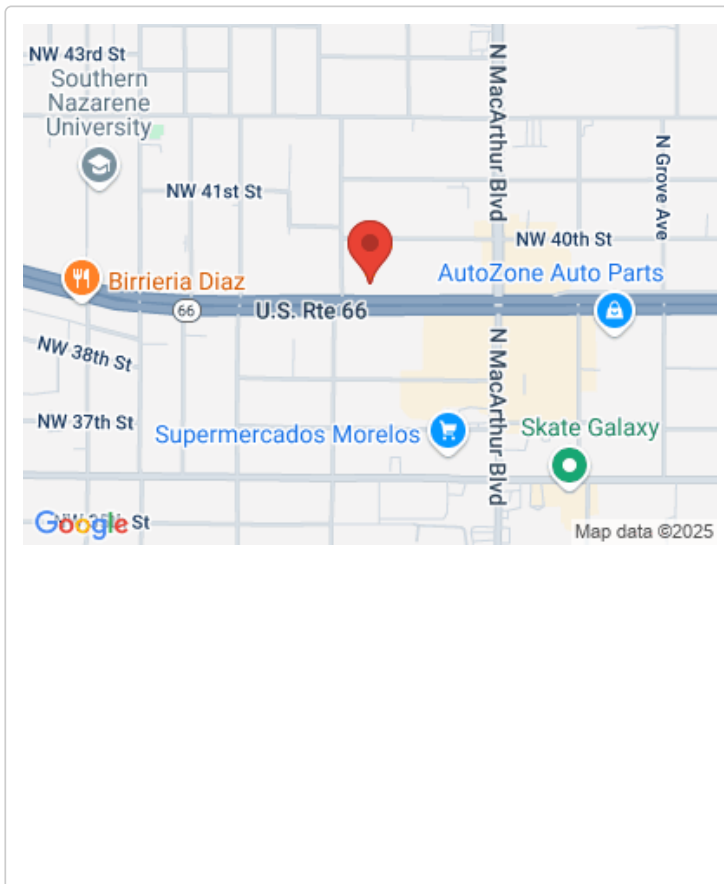 NW 43rd St
Southern
Nazarene
University
N MacArthur Blvd
N Grove Ave
NW 41st St
NW 40th St
AutoZone Auto Parts
Birrieria Diaz
66
U.S. Rte 66
NW 38th St
N MacArthur Blvd
NW 37th St
Supermercados Morelos
Skate Galaxy
Google
St
Map data ©2025